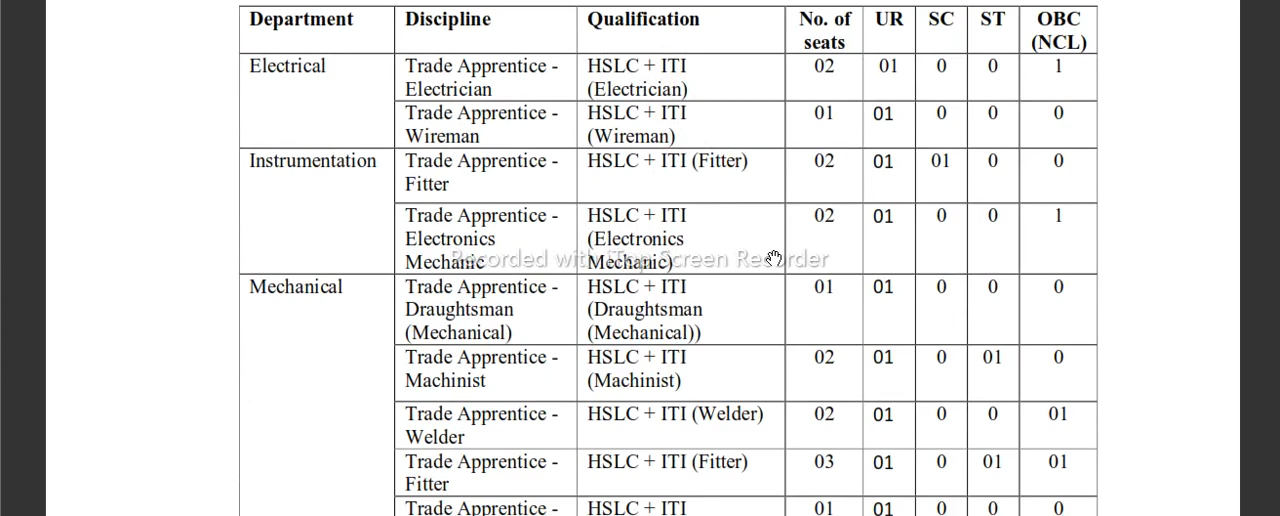 Department Discipline Qualification No. of UR SC ST OBC
seats (NCL)
Electrical Trade Apprentice - HSLC + ITI 02 01 0 0 1
Electrician (Electrician)
Trade Apprentice - HSLC + ITI 01 01 0 0 0
Wireman (Wireman)
Instrumentation Trade Apprentice - HSLC + ITI (Fitter) 02 01 01 0 0
Fitter
Trade Apprentice - HSLC + ITI 02 01 0 0 1
Electronics (Electronics
Mechanic Mechanic)
Recorded with iTop Screen Recorder
Mechanical Trade Apprentice - HSLC + ITI 01 01 0 0 0
Draughtsman (Draughtsman
(Mechanical) (Mechanical))
Trade Apprentice - HSLC + ITI 02 01 0 01 0
Machinist (Machinist)
Trade Apprentice - HSLC + ITI (Welder) 02 01 0 0 01
Welder
Trade Apprentice - HSLC + ITI (Fitter) 03 01 0 01 01
Fitter
Trade Apprentice - HSLC + ITI 01 01 0 0 0